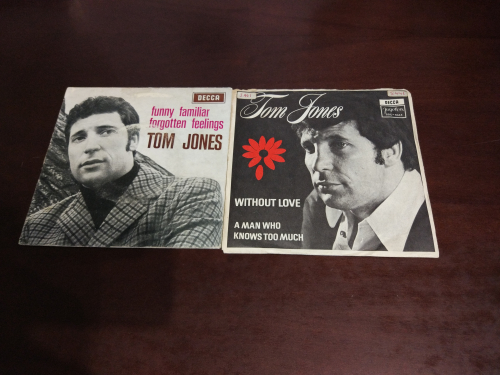 DECCA
funny familiar
forgotten feelings
TOM JONES
Tom Jones
DECCA
WITHOUT LOVE
A MAN WHO
KNOWS TOO MUCH